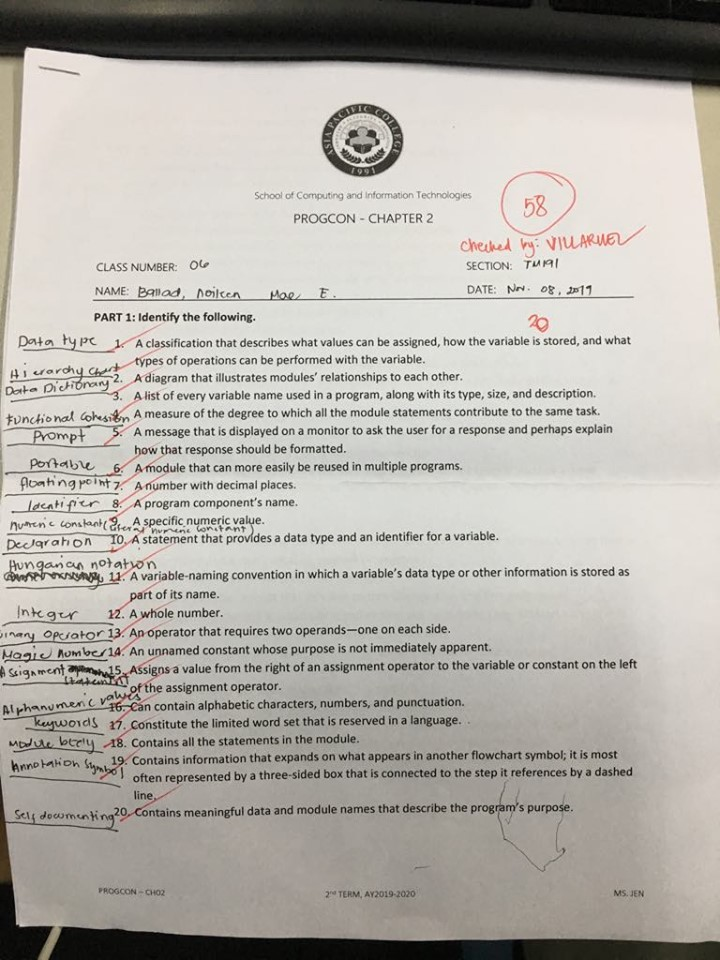 ASIA PACIFIC COLLEGE
1991
School of Computing and Information Technologies
PROGCON - CHAPTER 2
58
checked by: VILLARUEL
CLASS NUMBER: 06
SECTION: TM191
NAME: Ballad, Noileen Mae, E.
DATE: Nov. 08, 2019
PART 1: Identify the following.
20
Data type 1. A classification that describes what values can be assigned, how the variable is stored, and what
types of operations can be performed with the variable.
Hierarchy Chart 2. A diagram that illustrates modules' relationships to each other.
Data Dictionary 3. A list of every variable name used in a program, along with its type, size, and description.
Functional Cohesion 4. A measure of the degree to which all the module statements contribute to the same task.
Prompt 5. A message that is displayed on a monitor to ask the user for a response and perhaps explain
how that response should be formatted.
Portable 6. A module that can more easily be reused in multiple programs.
floating point 7. A number with decimal places.
Identifier 8. A program component's name.
Numeric constant (literal numeric constant) 9. A specific numeric value.
Declaration 10. A statement that provides a data type and an identifier for a variable.
Hungarian notation
11. A variable-naming convention in which a variable's data type or other information is stored as
part of its name.
Integer 12. A whole number.
Binary Operator 13. An operator that requires two operands—one on each side.
Magic Number 14. An unnamed constant whose purpose is not immediately apparent.
Assignment statement 15. Assigns a value from the right of an assignment operator to the variable or constant on the left
of the assignment operator.
Alphanumeric values 16. Can contain alphabetic characters, numbers, and punctuation.
keywords 17. Constitute the limited word set that is reserved in a language.
Module body 18. Contains all the statements in the module.
Annotation Symbol 19. Contains information that expands on what appears in another flowchart symbol; it is most
often represented by a three-sided box that is connected to the step it references by a dashed
line.
Self documenting 20. Contains meaningful data and module names that describe the program's purpose.
PROGCON – CH02
2ND TERM, AY2019-2020
MS. JEN